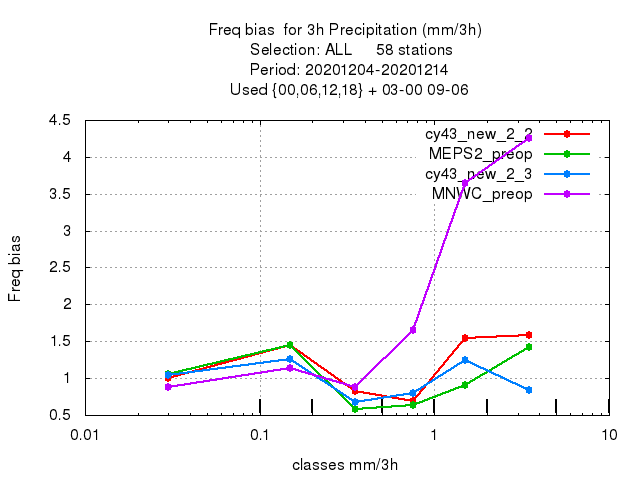 Freq bias  for 3h Precipitation (mm/3h)
Selection: ALL     58 stations
Period: 20201204-20201214
Used {00,06,12,18} + 03-00 09-06
cy43_new_2_2
MEPS2_preop
cy43_new_2_3
MNWC_preop
Freq bias
4.5
4
3.5
3
2.5
2
1.5
1
0.5
0.01 0.1 1 10
classes mm/3h